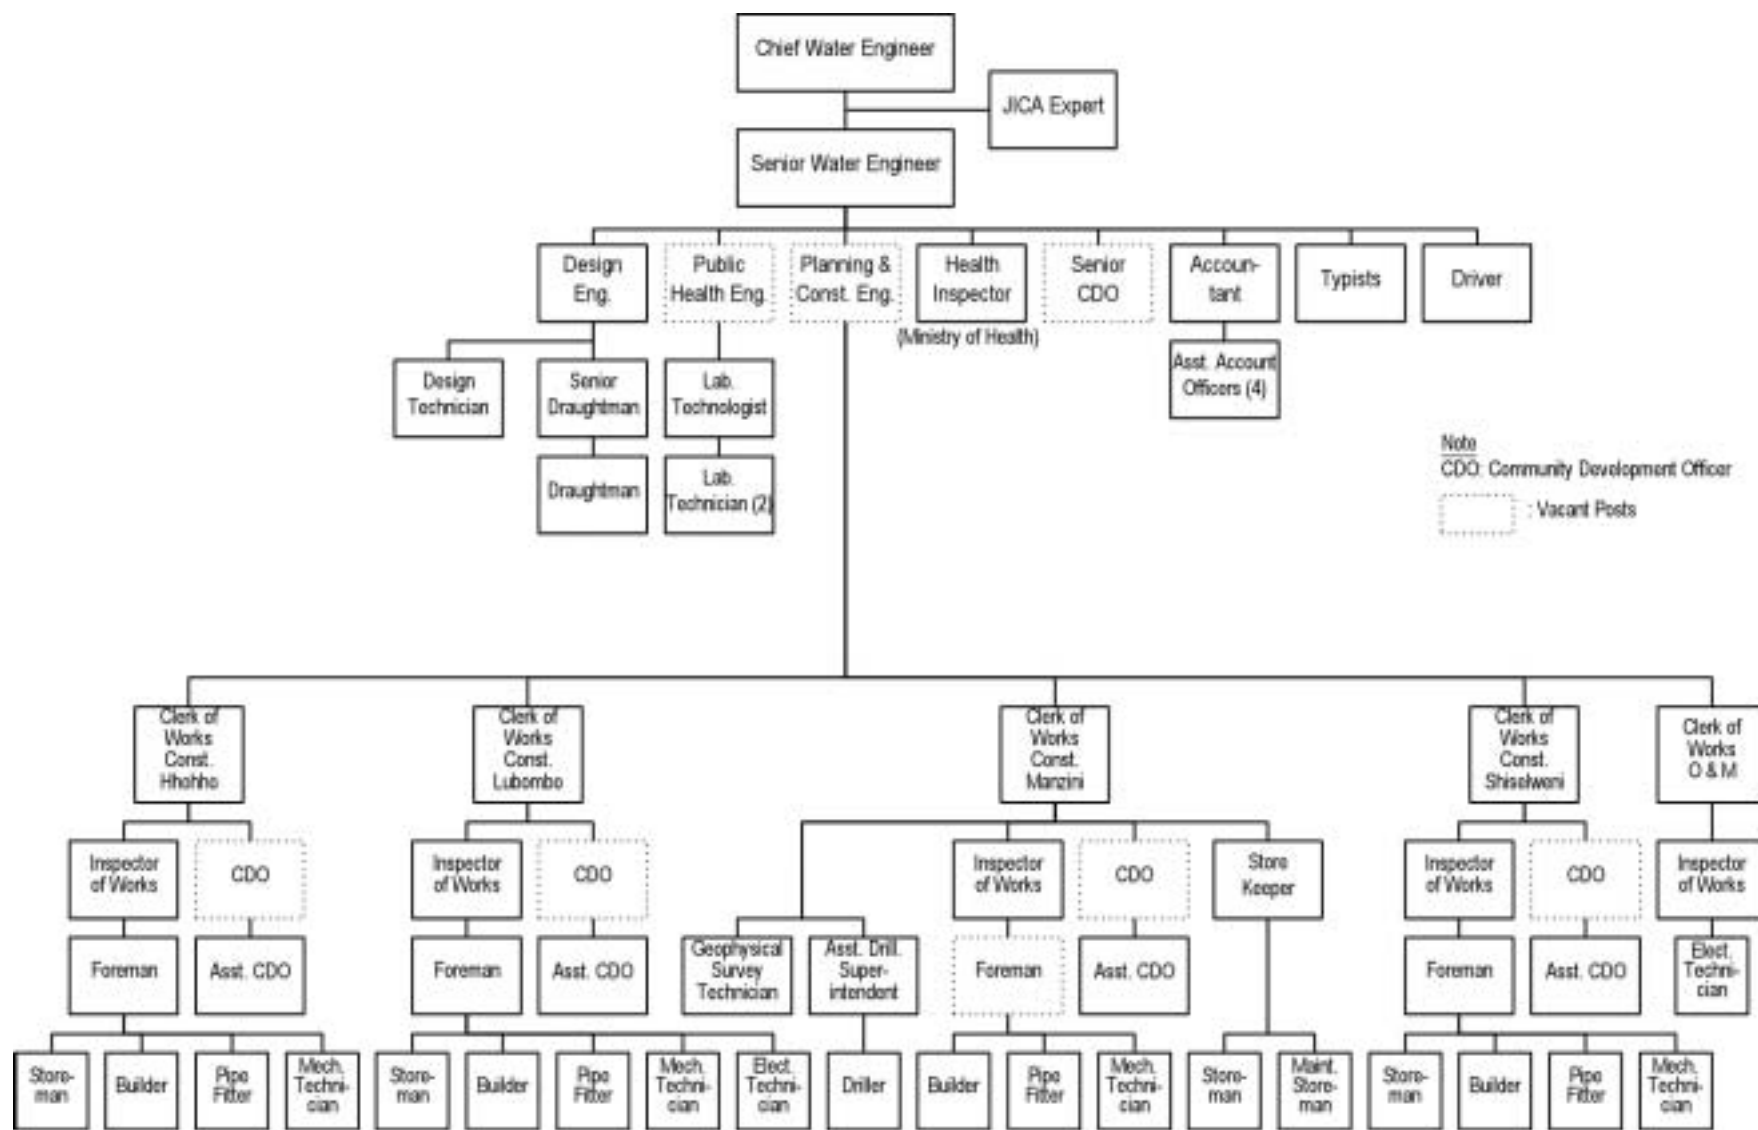 Chief Water Engineer
JICA Expert
Senior Water Engineer
Design
Eng.
Public
Health Eng.
Planning &
Const. Eng.
Health
Inspector
(Ministry of Health)
Senior
CDO
Accoun-
tant
Typists
Driver
Design
Technician
Senior
Draughtman
Lab.
Technologist
Asst. Account
Officers (4)
Draughtman
Lab.
Technician (2)
Note
CDO: Community Development Officer
: Vacant Posts
Clerk of
Works
Const.
Hhohho
Clerk of
Works
Const.
Lubombo
Clerk of
Works
Const.
Manzini
Clerk of
Works
Const.
Shiselweni
Clerk of
Works
O & M
Inspector
of Works
CDO
Inspector
of Works
CDO
Inspector
of Works
CDO
Store
Keeper
Inspector
of Works
CDO
Inspector
of Works
Foreman
Asst. CDO
Foreman
Asst. CDO
Geophysical
Survey
Technician
Asst. Drill.
Super-
intendent
Foreman
Asst. CDO
Foreman
Asst. CDO
Elect.
Techni-
cian
Store-
man
Builder
Pipe
Fitter
Mech.
Techni-
cian
Store-
man
Builder
Pipe
Fitter
Mech.
Techni-
cian
Elect.
Techni-
cian
Driller
Builder
Pipe
Fitter
Mech.
Techni-
cian
Store-
man
Maint.
Store-
man
Store-
man
Builder
Pipe
Fitter
Mech.
Techni-
cian